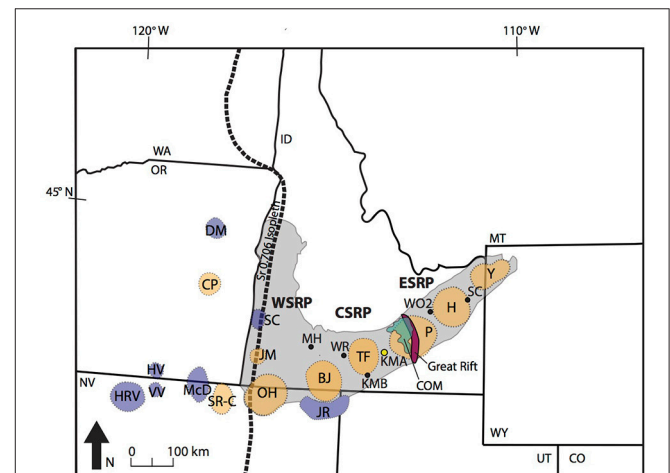 120° W
110° W
ID
WA
OR
45° N
MT
DM
Sr 0.706 Isopleth
Y
ESRP
CP
SC
WO2
WSRP
H
SC
CSRP
MH
P
WR
JM
TF
KMA
Great Rift
HV
KMB
COM
NV
BJ
McD
HRV
VV
OH
SR-C
JR
WY
0 100 km
N
UT
CO